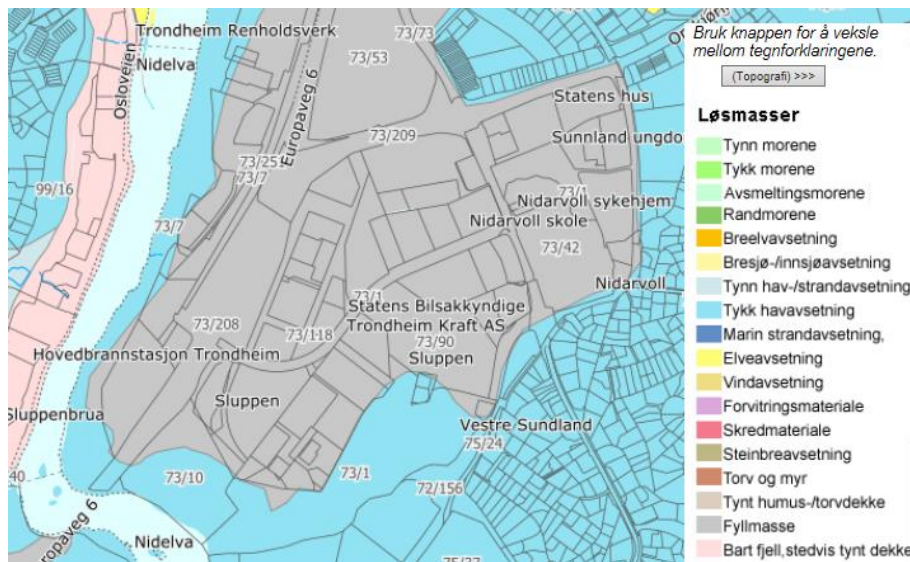 Trondheim Renholdsverk
Nidelva
Osloveien
Europaveg 6
73/73
73/53
73/209
73/25
73/7
99/16
73/7
Statens hus
Sunnland ungdo
73/1
Nidarvoll sykehjem
Nidarvoll skole
73/42
Nidarvoll
73/1
Statens Bilsakkyndige
Trondheim Kraft AS
73/208
73/118
73/90
Hovedbrannstasjon Trondheim
Sluppen
Sluppen
Sluppenbrua
Vestre Sundland
75/24
73/10
73/1
72/156
40
Nidelva
Bruk knappen for å veksle
mellom tegnforklaringene.
(Topografi) >>>
Løsmasser
Tynn morene
Tykk morene
Avsmeltingsmorene
Randmorene
Breelvavsetning
Bresjø-/innsjøavsetning
Tynn hav-/strandavsetning
Tykk havavsetning
Marin strandavsetning,
Elveavsetning
Vindavsetning
Forvitringsmateriale
Skredmateriale
Steinbreavsetning
Torv og myr
Tynt humus-/torvdekke
Fyllmasse
Bart fjell,stedvis tynt dekke